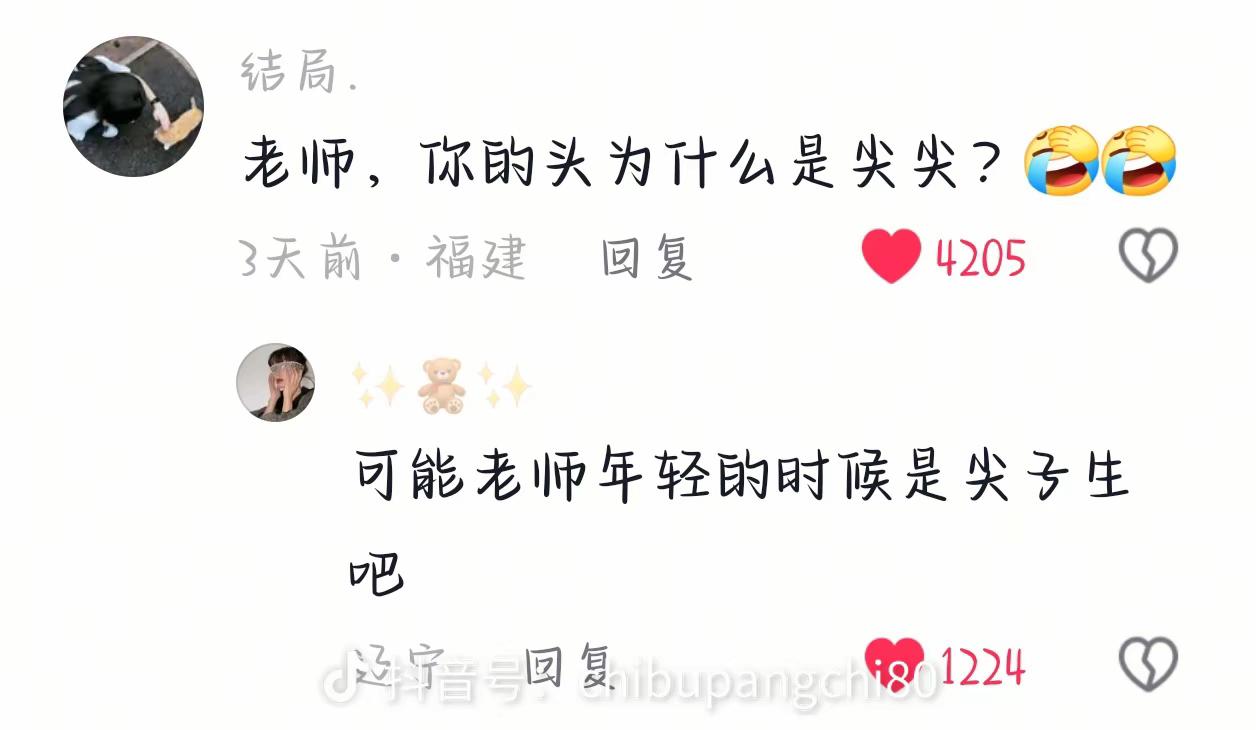 结局.
老师，你的头为什么是尖尖？🤣🤣
3天前·福建 回复 4205
✨🧸✨
可能老师年轻的时候是尖子生
吧
辽宁 回复 1224
抖音号：chibupangchi80